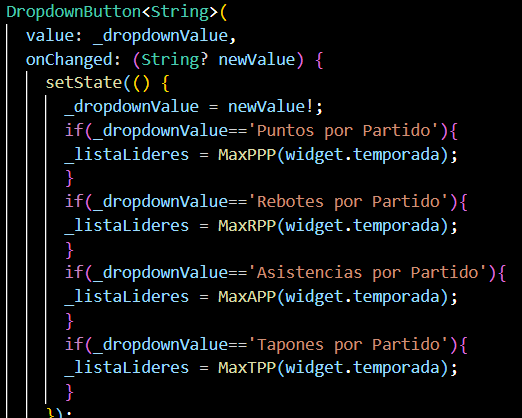 DropdownButton<String>(
value: _dropdownValue,
onChanged: (String? newValue) {
setState(() {
_dropdownValue = newValue!;
if(_dropdownValue=='Puntos por Partido'){
_listaLideres = MaxPPP(widget.temporada);
}
if(_dropdownValue=='Rebotes por Partido'){
_listaLideres = MaxRPP(widget.temporada);
}
if(_dropdownValue=='Asistencias por Partido'){
_listaLideres = MaxAPP(widget.temporada);
}
if(_dropdownValue=='Tapones por Partido'){
_listaLideres = MaxTPP(widget.temporada);
}
});